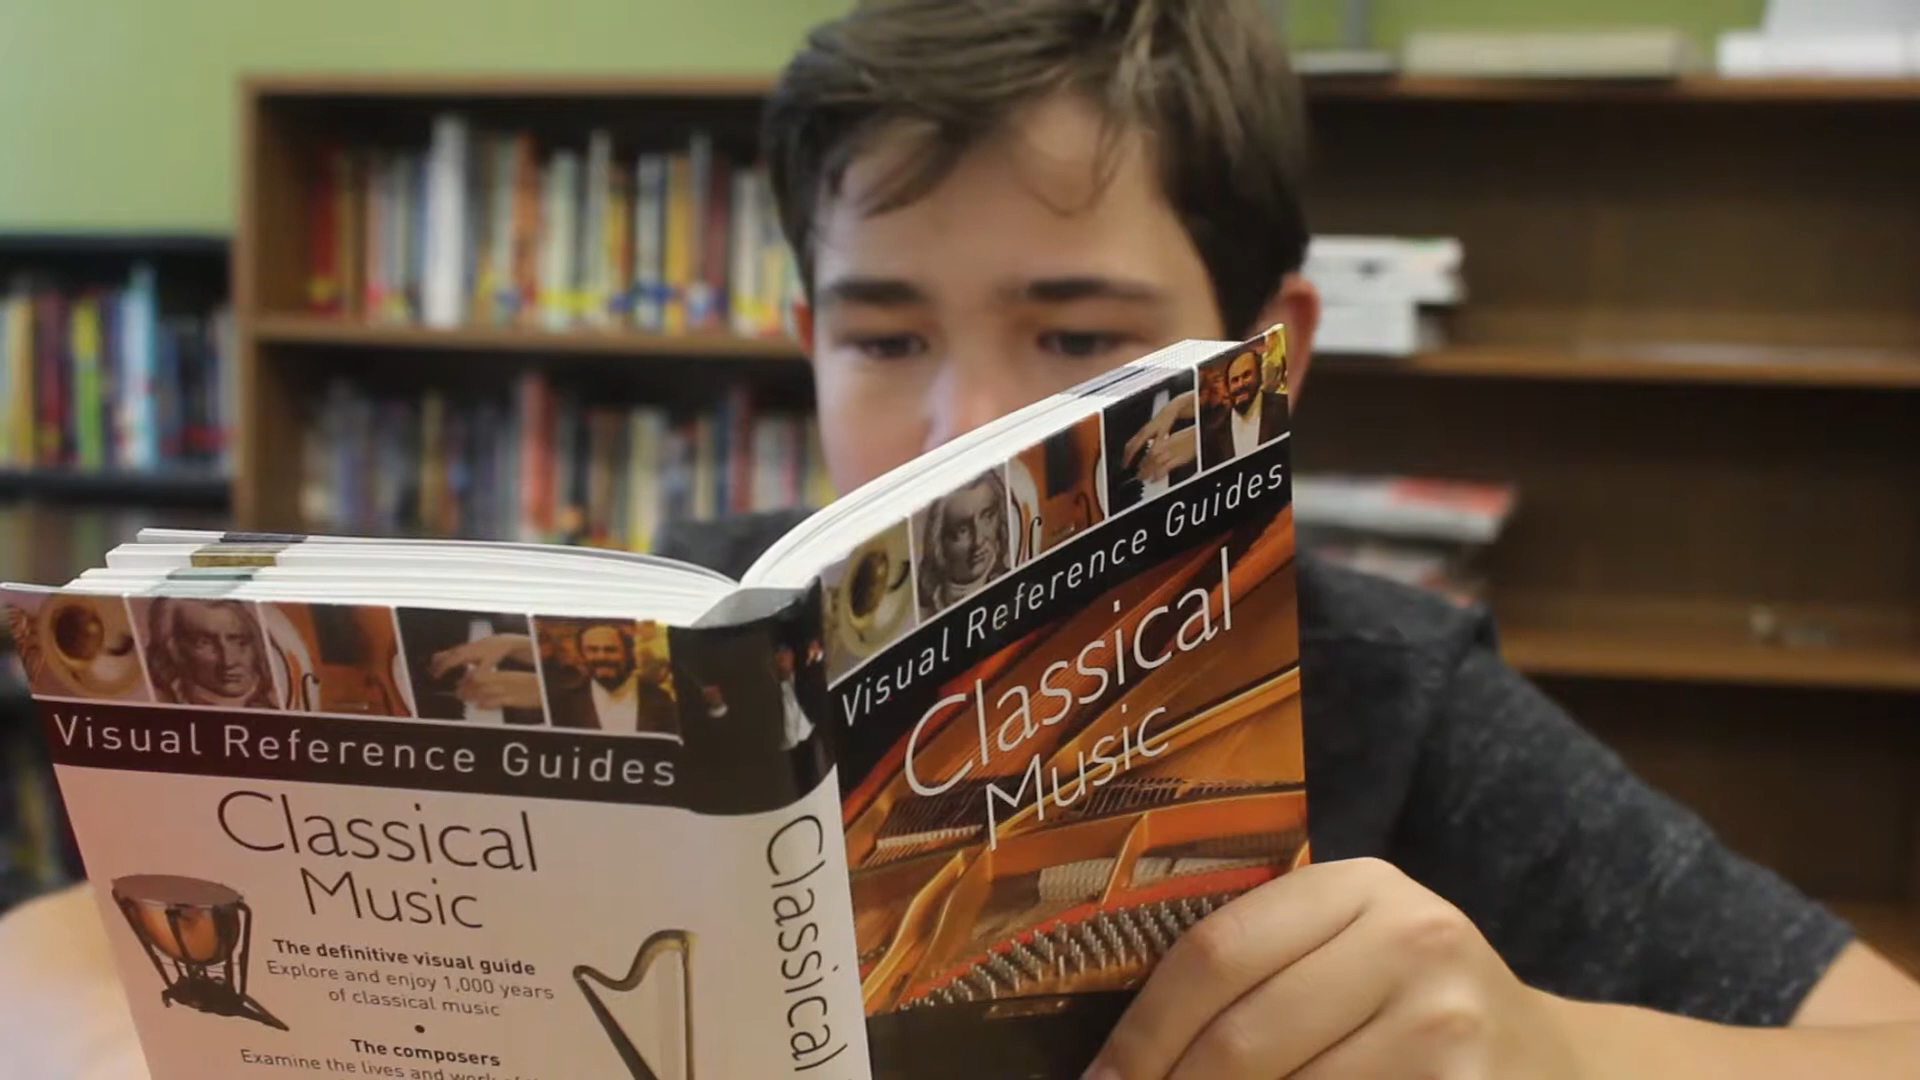 Visual Reference Guides
Classical
Music
The definitive visual guide
Explore and enjoy 1,000 years
of classical music
•
The composers
Examine the lives and work
Classical
Visual Reference Guides
Classical
Music